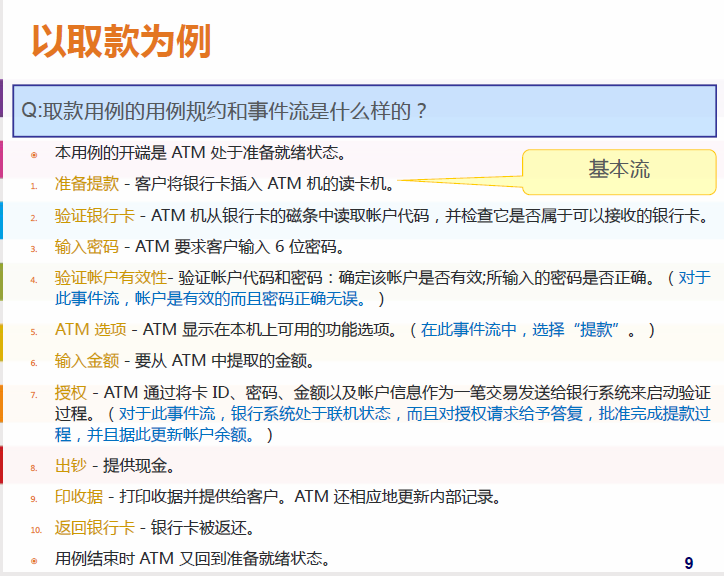 以取款为例
Q:取款用例的用例规约和事件流是什么样的？
本用例的开端是 ATM 处于准备就绪状态。
基本流
1. 准备提款 - 客户将银行卡插入 ATM 机的读卡机。
2. 验证银行卡 - ATM 机从银行卡的磁条中读取帐户代码，并检查它是否属于可以接收的银行卡。
3. 输入密码 - ATM 要求客户输入 6 位密码。
4. 验证帐户有效性- 验证帐户代码和密码：确定该帐户是否有效;所输入的密码是否正确。（对于
此事件流，帐户是有效的而且密码正确无误。）
5. ATM 选项 - ATM 显示在本机上可用的功能选项。（在此事件流中，选择“提款”。）
6. 输入金额 - 要从 ATM 中提取的金额。
7. 授权 - ATM 通过将卡 ID、密码、金额以及帐户信息作为一笔交易发送给银行系统来启动验证
过程。（对于此事件流，银行系统处于联机状态，而且对授权请求给予答复，批准完成提款过
程，并且据此更新帐户余额。）
8. 出钞 - 提供现金。
9. 印收据 - 打印收据并提供给客户。ATM 还相应地更新内部记录。
10. 返回银行卡 - 银行卡被返还。
用例结束时 ATM 又回到准备就绪状态。
9